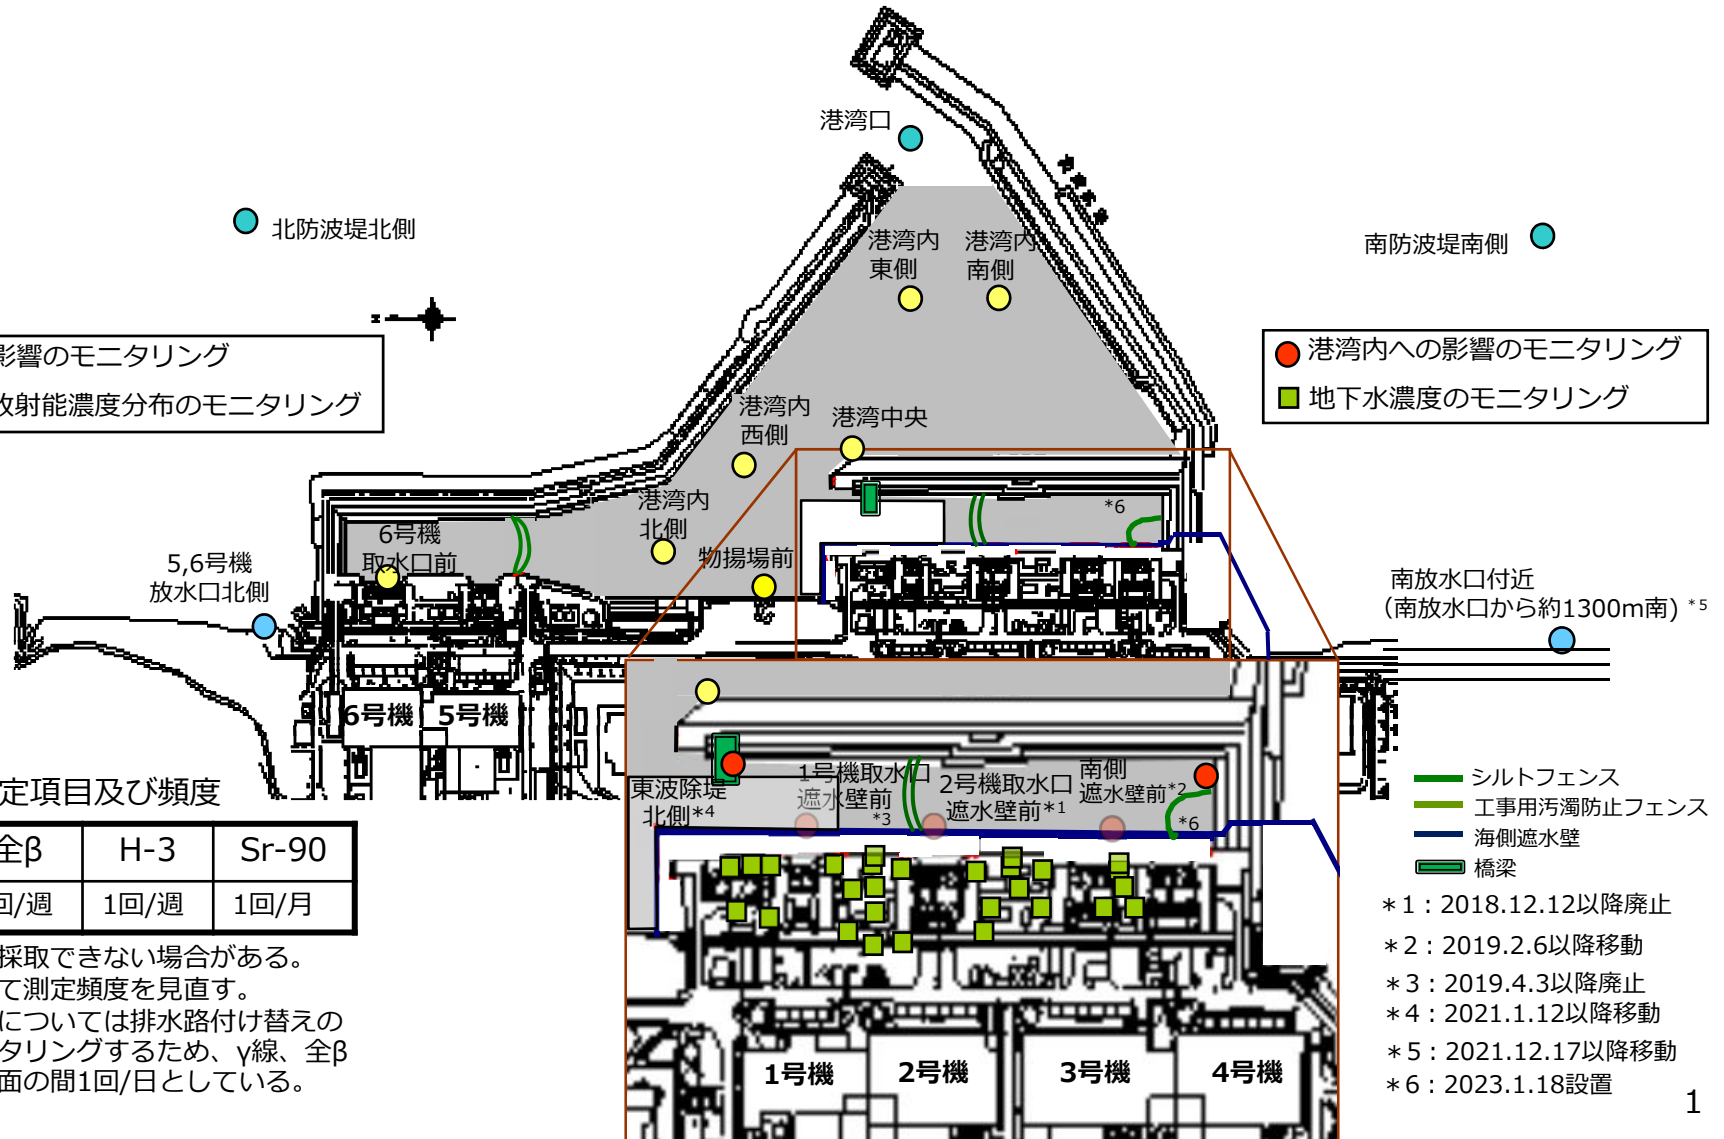 港湾口
北防波堤北側
南防波堤南側
港湾内
東側
港湾内
南側
影響のモニタリング
放射能濃度分布のモニタリング
港湾内への影響のモニタリング
地下水濃度のモニタリング
港湾内
西側
港湾中央
港湾内
北側
物揚場前
6号機
取水口前
5,6号機
放水口北側
*6
南放水口付近
(南放水口から約1300m南) *5
6号機
5号機
東波除堤
北側*4
1号機取水口
遮水壁前
*3
2号機取水口
遮水壁前*1
南側
遮水壁前*2
*6
1号機
2号機
3号機
4号機
シルトフェンス
工事用汚濁防止フェンス
海側遮水壁
橋梁
*1:2018.12.12以降廃止
*2:2019.2.6以降移動
*3:2019.4.3以降廃止
*4:2021.1.12以降移動
*5:2021.12.17以降移動
*6:2023.1.18設置
定項目及び頻度
全β H-3 Sr-90
回/週 1回/週 1回/月
採取できない場合がある。
て測定頻度を見直す。
については排水路付け替えの
タリングするため、γ線、全β
面の間1回/日としている。
1